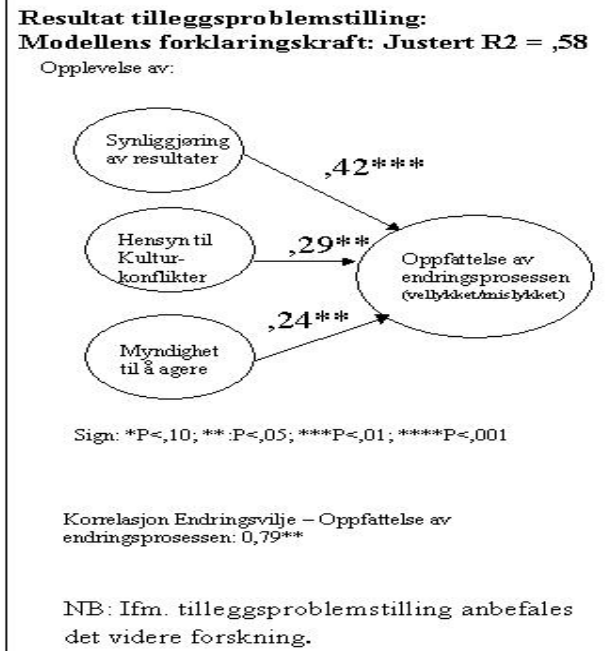 Resultat tilleggsproblemstilling:
Modellens forklaringskraft: Justert R2 = ,58
Opplevelse av:
Synliggjøring
av resultater
,42***
Hensyn til
Kultur-
konflikter
,29**
Oppfattelse av
endringsprosessen
(vellykket/mislykket)
,24**
Myndighet
til å agere
Sign: *P<,10; **:P<,05; ***P<,01; ****P<,001
Korrelasjon Endringsvilje – Oppfattelse av
endringsprosessen: 0,79**
NB: Ifm. tilleggsproblemstilling anbefales
det videre forskning.